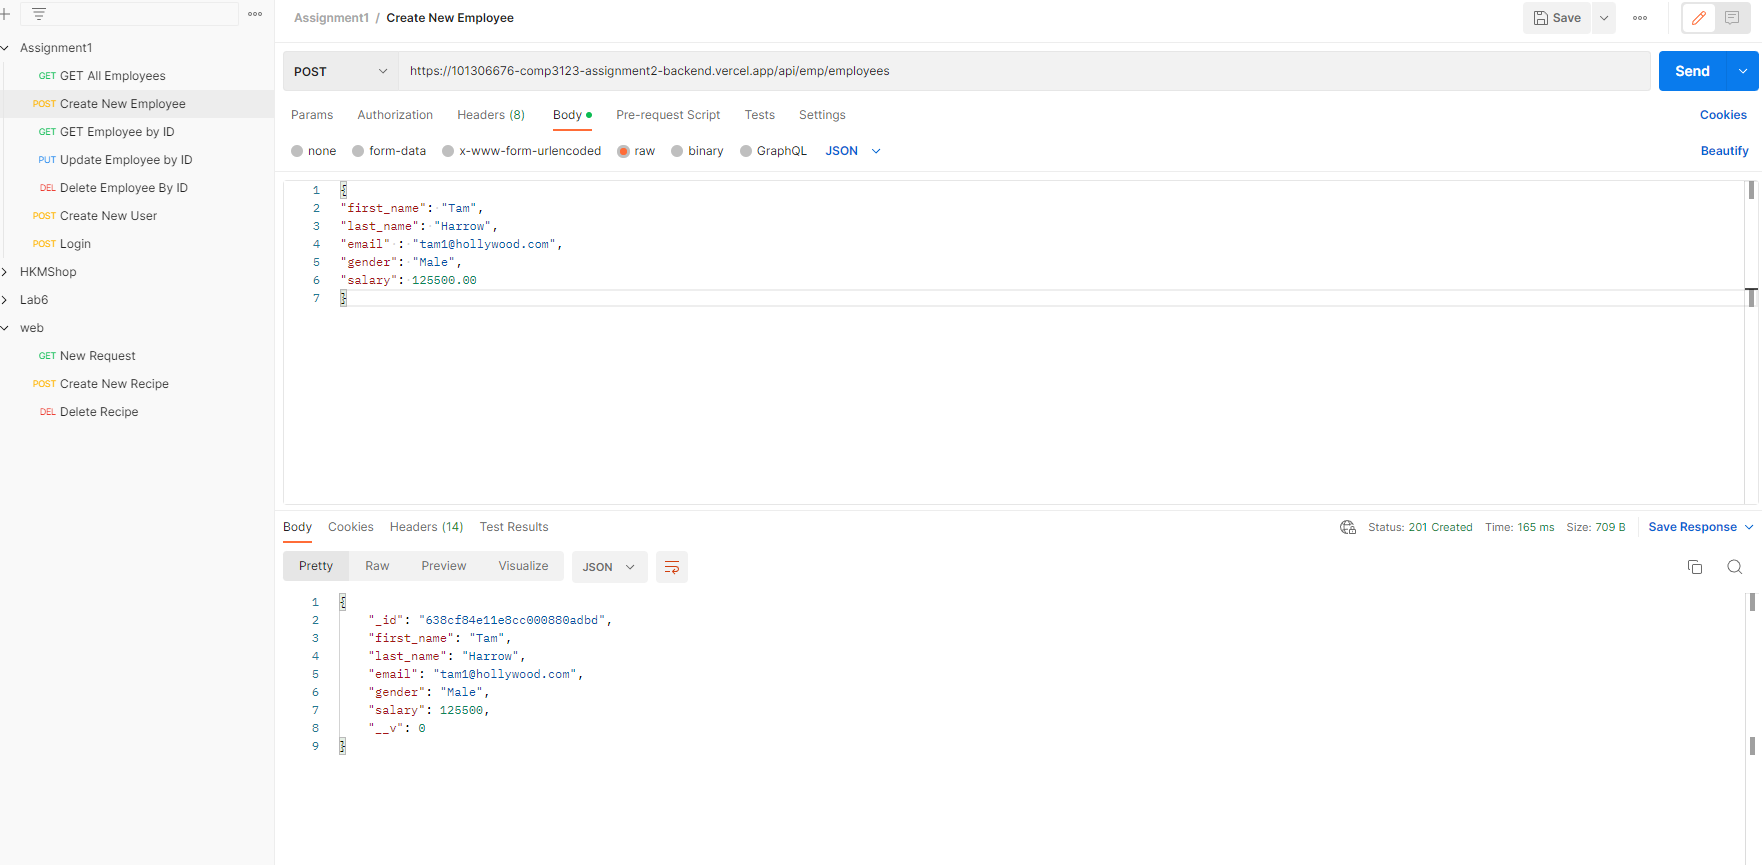 Assignment1 / Create New Employee
Save
Assignment1
GET GET All Employees
POST Create New Employee
GET GET Employee by ID
PUT Update Employee by ID
DEL Delete Employee By ID
POST Create New User
POST Login
HKMShop
Lab6
web
GET New Request
POST Create New Recipe
DEL Delete Recipe
POST https://101306676-comp3123-assignment2-backend.vercel.app/api/emp/employees Send
Params Authorization Headers (8) Body Pre-request Script Tests Settings Cookies
none form-data x-www-form-urlencoded raw binary GraphQL JSON Beautify
1 {
2 "first_name": "Tam",
3 "last_name": "Harrow",
4 "email" : "tam1@hollywood.com",
5 "gender": "Male",
6 "salary": 125500.00
7 }
Body Cookies Headers (14) Test Results Status: 201 Created Time: 165 ms Size: 709 B Save Response
Pretty Raw Preview Visualize JSON
1 {
2 "_id": "638cf84e11e8cc000880adbd",
3 "first_name": "Tam",
4 "last_name": "Harrow",
5 "email": "tam1@hollywood.com",
6 "gender": "Male",
7 "salary": 125500,
8 "__v": 0
9 }